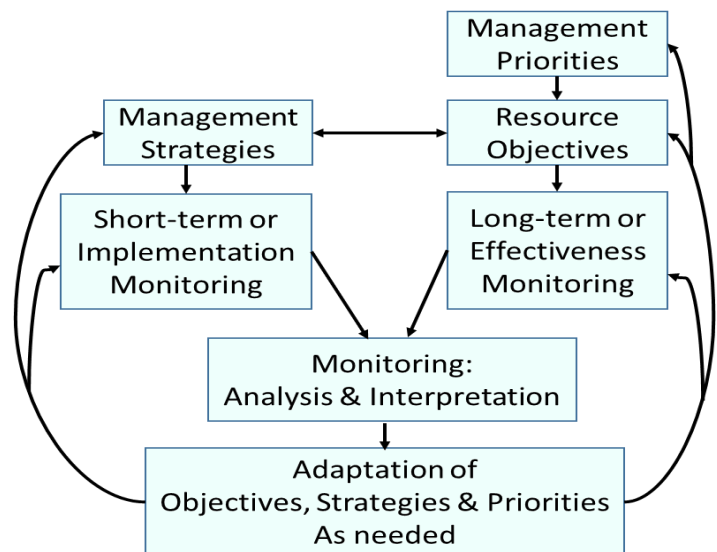 Management
Priorities
Management
Strategies
Resource
Objectives
Short-term or
Implementation
Monitoring
Long-term or
Effectiveness
Monitoring
Monitoring:
Analysis & Interpretation
Adaptation of
Objectives, Strategies & Priorities
As needed